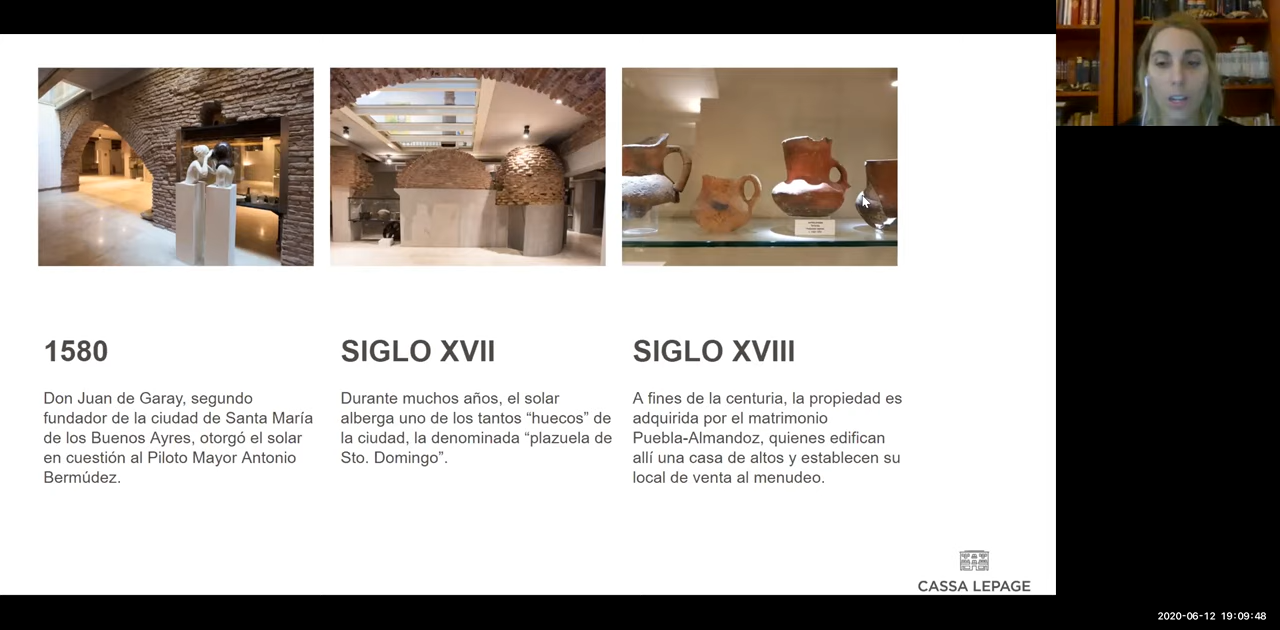 1580
Don Juan de Garay, segundo
fundador de la ciudad de Santa María
de los Buenos Ayres, otorgó el solar
en cuestión al Piloto Mayor Antonio
Bermúdez.
SIGLO XVII
Durante muchos años, el solar
alberga uno de los tantos “huecos” de
la ciudad, la denominada “plazuela de
Sto. Domingo”.
SIGLO XVIII
A fines de la centuria, la propiedad es
adquirida por el matrimonio
Puebla-Almandoz, quienes edifican
allí una casa de altos y establecen su
local de venta al menudeo.
CASSA LEPAGE
2020-06-12 19:09:48